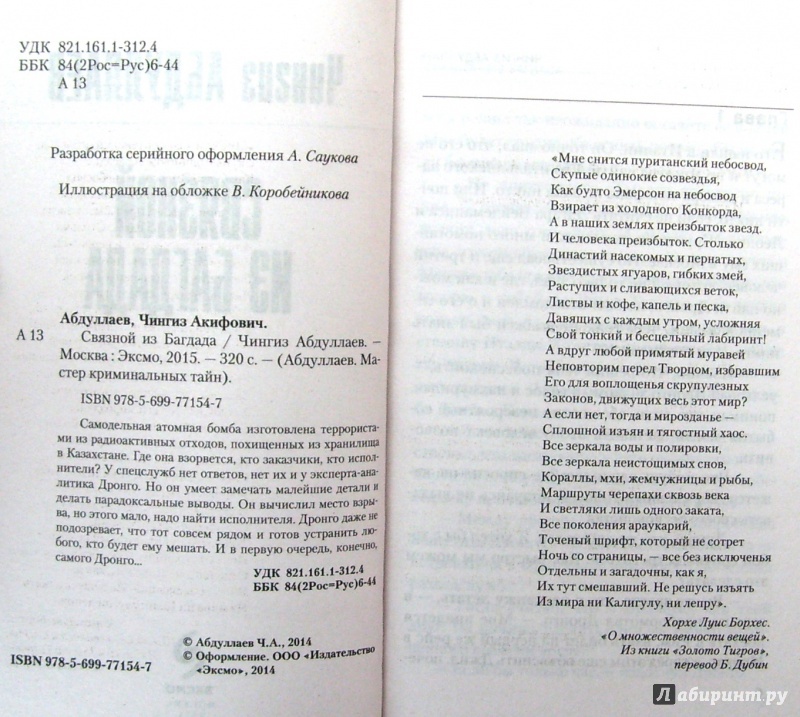 УДК 821.161.1-312.4
ББК 84(2Рос=Рус)6-44
А 13
Разработка серийного оформления А. Саукова
Иллюстрация на обложке В. Коробейникова
Абдуллаев, Чингиз Акифович.
А 13 Связной из Багдада / Чингиз Абдуллаев. –
Москва : Эксмо, 2015. — 320 с. — (Абдуллаев. Ма-
стер криминальных тайн).
ISBN 978-5-699-77154-7
Самодельная атомная бомба изготовлена террориста-
ми из радиоактивных отходов, похищенных из хранилища
в Казахстане. Где она взорвется, кто заказчики, кто испол-
нители? У спецслужб нет ответов, нет их и у эксперта-ана-
литика Дронго. Но он умеет замечать малейшие детали и
делать парадоксальные выводы. Он вычислил место взры-
ва, но этого мало, надо найти исполнителя. Дронго даже не
подозревает, что тот совсем рядом и готов устранить лю-
бого, кто будет ему мешать. И в первую очередь, конечно,
самого Дронго...
УДК 821.161.1-312.4
ББК 84(2Рос=Рус)6-44
© Абдуллаев Ч.А., 2014
© Оформление. ООО «Издательство
«Эксмо», 2014
ISBN 978-5-699-77154-7
«Мне снится пуританский небосвод,
Скупые одинокие созвездья,
Как будто Эмерсон на небосвод
Взирает из холодного Конкорда,
А в наших землях преизбыток звезд.
И человека преизбыток. Столько
Династий насекомых и пернатых,
Звездистых ягуаров, гибких змей,
Растущих и сливающихся веток,
Листвы и кофе, капель и песка,
Давящих с каждым утром, усложняя
Свой тонкий и бесцельный лабиринт!
А вдруг любой примятый муравей
Неповторим перед Творцом, избравшим
Его для воплощенья скрупулезных
Законов, движущих весь этот мир?
А если нет, тогда и мирозданье —
Сплошной изъян и тягостный хаос.
Все зеркала воды и полировки,
Все зеркала неистощимых снов,
Кораллы, мхи, жемчужницы и рыбы,
Маршруты черепахи сквозь века
И светляки лишь одного заката,
Все поколения араукарий,
Точеный шрифт, который не сотрет
Ночь со страницы, — все без исключенья
Отдельны и загадочны, как я,
Их тут смешавший. Не решусь изъять
Из мира ни Калигулу, ни лепру».
Хорхе Луис Борхес.
«О множественности вещей».
Из книги «Золото Тигров»,
перевод Б. Дубин
Лабиринт.ру